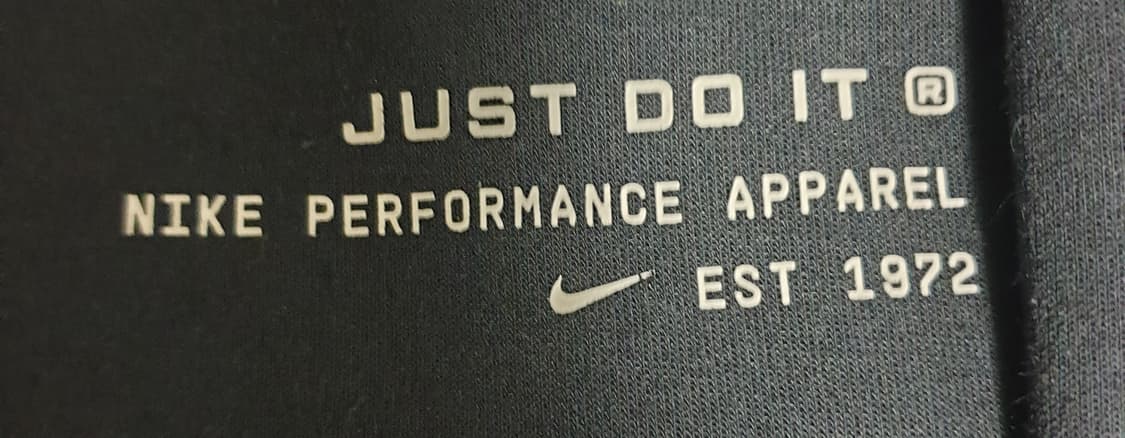 JUST DO IT ®
NIKE PERFORMANCE APPAREL
EST 1972